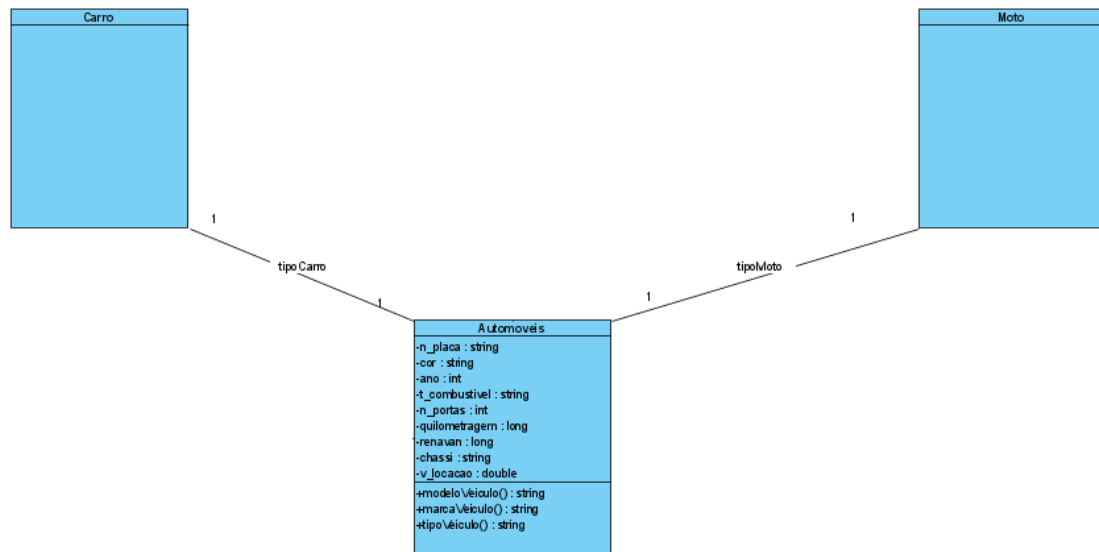 Carro
Moto
1
1
tipoCarro
tipoMoto
1
1
Automoveis
-n_placa : string
-cor : string
-ano : int
-t_combustivel : string
-n_portas : int
-quilometragem : long
-renavan : long
-chassi : string
-v_locacao : double
+modeloVeiculo() : string
+marcaVeiculo() : string
+tipoVeiculo() : string